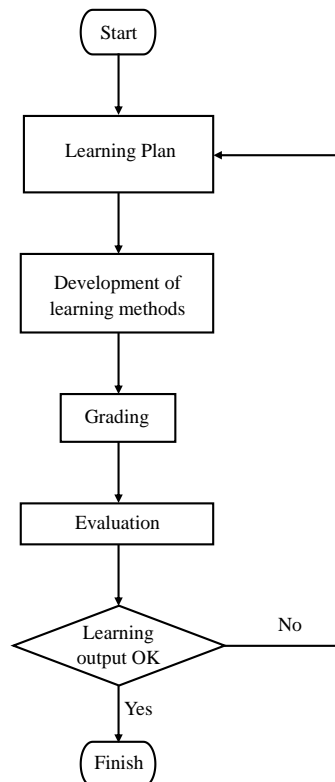 Start
Learning Plan
Development of
learning methods
Grading
Evaluation
Learning
output OK
No
Yes
Finish